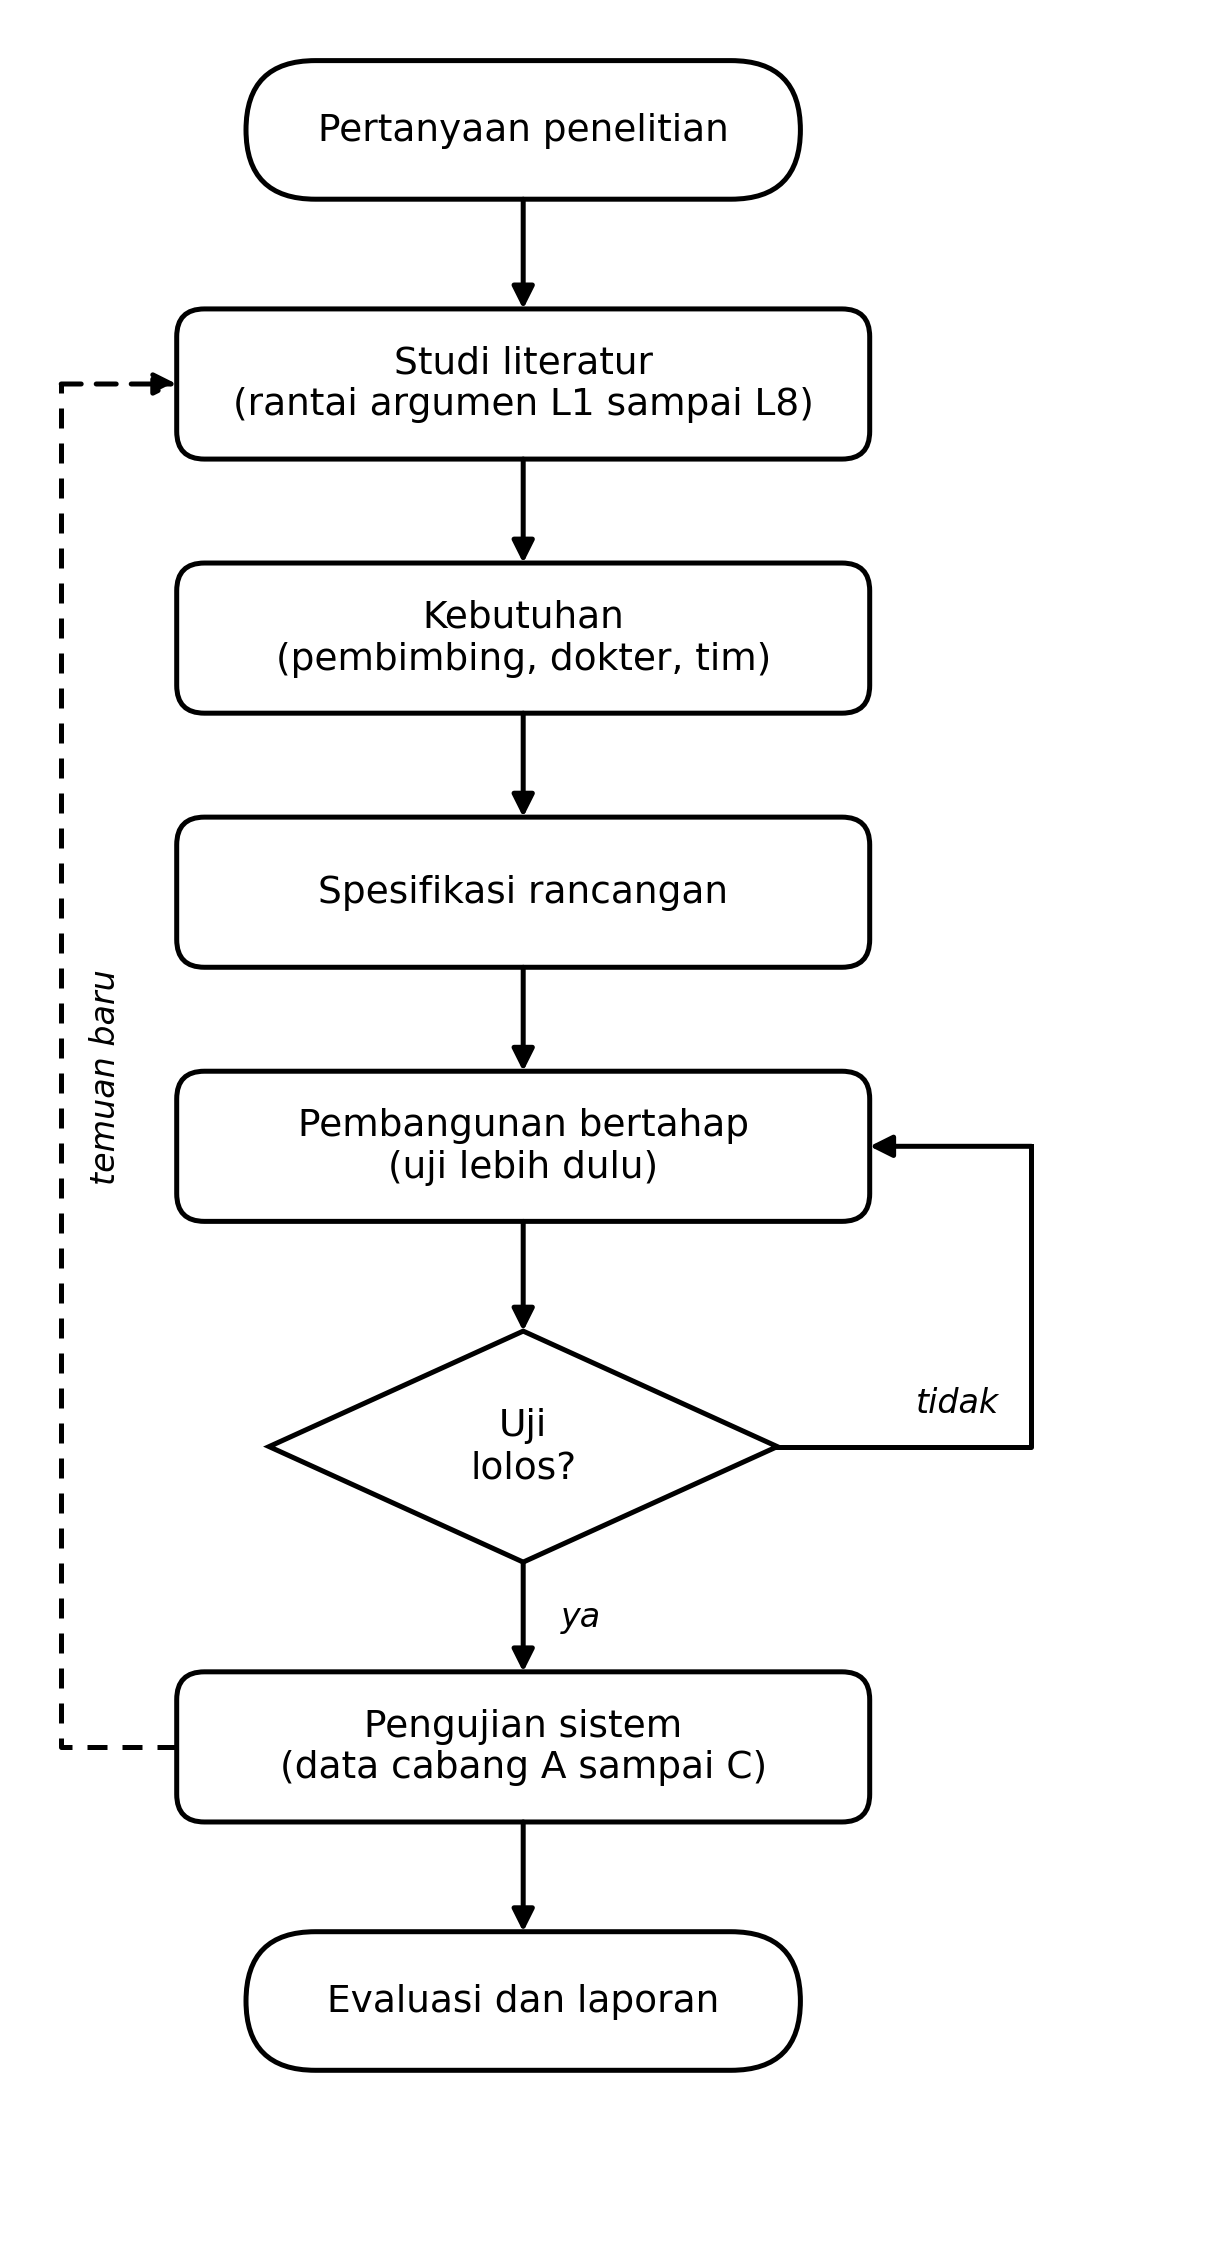 Pertanyaan penelitian
Studi literatur
(rantai argumen L1 sampai L8)
Kebutuhan
(pembimbing, dokter, tim)
Spesifikasi rancangan
temuan baru
Pembangunan bertahap
(uji lebih dulu)
Uji
lolos?
tidak
ya
Pengujian sistem
(data cabang A sampai C)
Evaluasi dan laporan